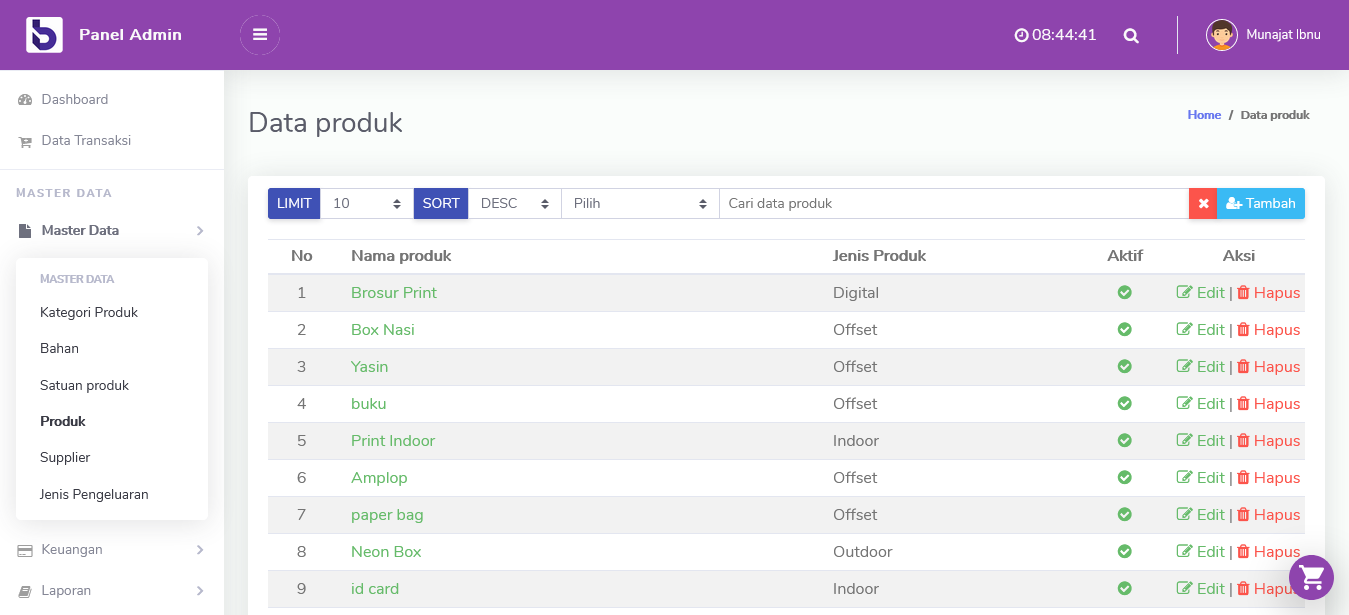 Panel Admin
08:44:41
Munajat Ibnu
Dashboard
Data Transaksi
MASTER DATA
Master Data
MASTER DATA
Kategori Produk
Bahan
Satuan produk
Produk
Supplier
Jenis Pengeluaran
Keuangan
Laporan
Data produk
Home / Data produk
LIMIT 10 SORT DESC Pilih Cari data produk Tambah
No Nama produk Jenis Produk Aktif Aksi
1 Brosur Print Digital Edit | Hapus
2 Box Nasi Offset Edit | Hapus
3 Yasin Offset Edit | Hapus
4 buku Offset Edit | Hapus
5 Print Indoor Indoor Edit | Hapus
6 Amplop Offset Edit | Hapus
7 paper bag Offset Edit | Hapus
8 Neon Box Outdoor Edit | Hapus
9 id card Indoor Edit | Hapus